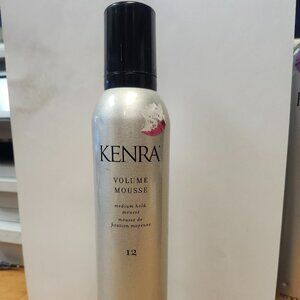 KENRA
VOLUME
MOUSSE
medium hold
mousse
mousse de
fixation moyenne
12